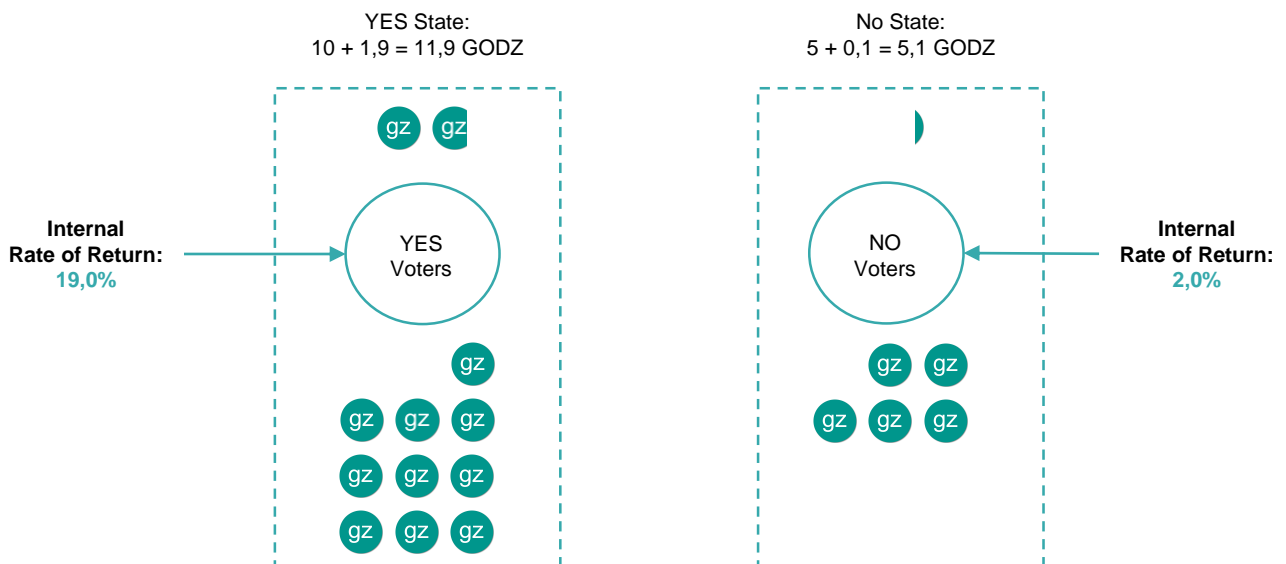 YES State:
10 + 1,9 = 11,9 GODZ
No State:
5 + 0,1 = 5,1 GODZ
gz gz
Internal
Rate of Return:
19,0%
YES
Voters
NO
Voters
Internal
Rate of Return:
2,0%
gz
gz gz gz
gz gz gz
gz gz gz
gz gz
gz gz gz